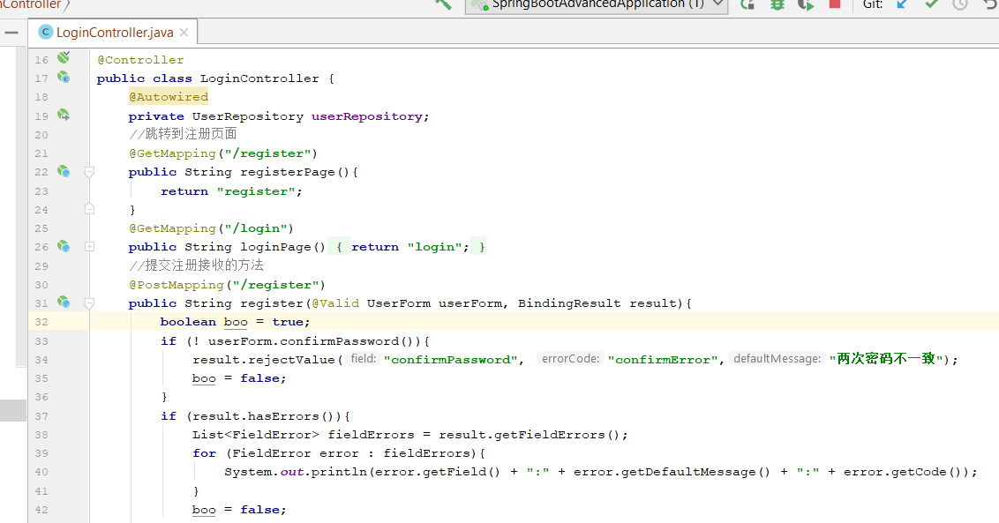 Controller
SpringBootAdvancedApplication (1)
Git:
LoginController.java
16 @Controller
17 public class LoginController {
18 @Autowired
19 private UserRepository userRepository;
20 //跳转到注册页面
21 @GetMapping("/register")
22 public String registerPage(){
23 return "register";
24 }
25 @GetMapping("/login")
26 public String loginPage() { return "login"; }
29 //提交注册接收的方法
30 @PostMapping("/register")
31 public String register(@Valid UserForm userForm, BindingResult result){
32 boolean boo = true;
33 if (! userForm.confirmPassword()){
34 result.rejectValue( field: "confirmPassword", errorCode: "confirmError", defaultMessage: "两次密码不一致");
35 boo = false;
36 }
37 if (result.hasErrors()){
38 List<FieldError> fieldErrors = result.getFieldErrors();
39 for (FieldError error : fieldErrors){
40 System.out.println(error.getField() + ":" + error.getDefaultMessage() + ":" + error.getCode());
41 }
42 boo = false;